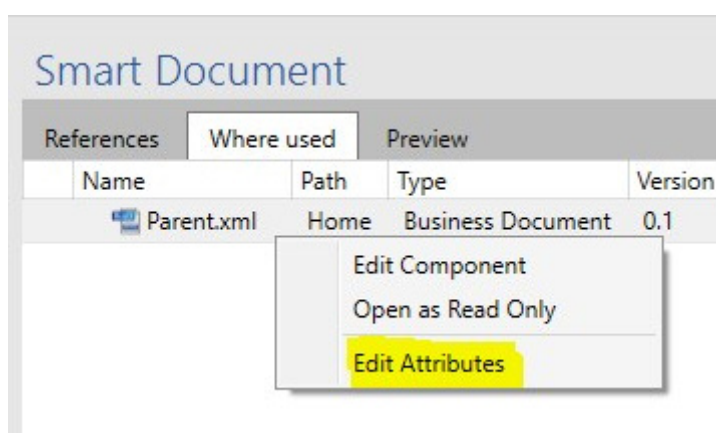 Smart Document
References Where used Preview
Name Path Type Version
Parent.xml Home Business Document 0.1
Edit Component
Open as Read Only
Edit Attributes